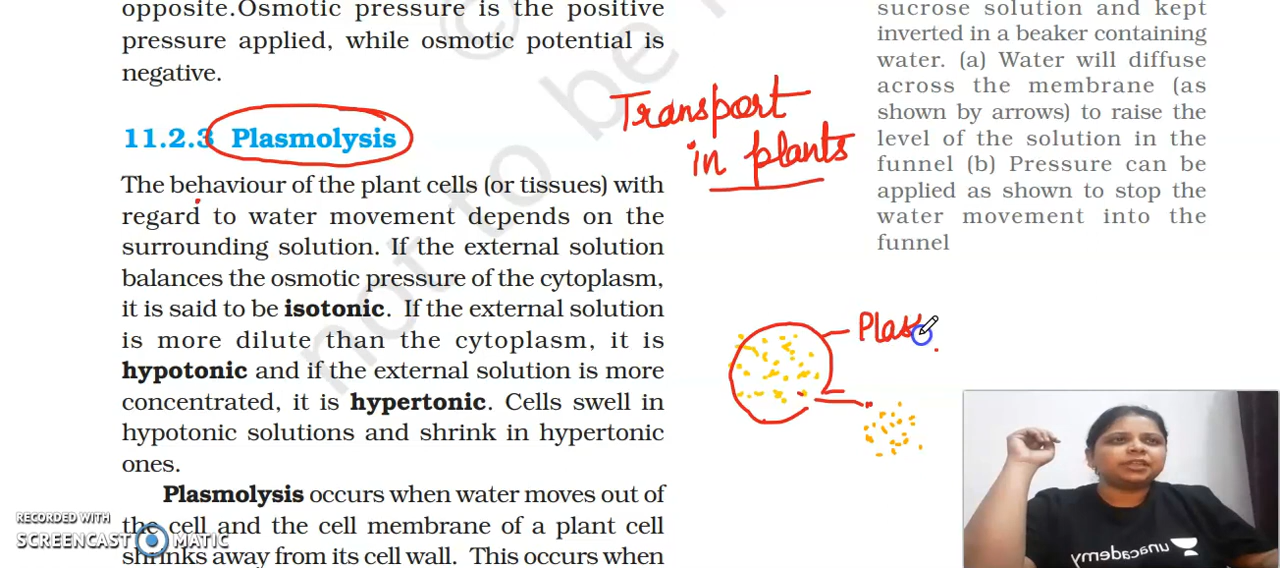 opposite.Osmotic pressure is the positive
pressure applied, while osmotic potential is
negative.
11.2.3 Plasmolysis
The behaviour of the plant cells (or tissues) with
regard to water movement depends on the
surrounding solution. If the external solution
balances the osmotic pressure of the cytoplasm,
it is said to be isotonic. If the external solution
is more dilute than the cytoplasm, it is
hypotonic and if the external solution is more
concentrated, it is hypertonic. Cells swell in
hypotonic solutions and shrink in hypertonic
ones.
Plasmolysis occurs when water moves out of
the cell and the cell membrane of a plant cell
shrinks away from its cell wall. This occurs when
Transport
in plants
sucrose solution and kept
inverted in a beaker containing
water. (a) Water will diffuse
across the membrane (as
shown by arrows) to raise the
level of the solution in the
funnel (b) Pressure can be
applied as shown to stop the
water movement into the
funnel
Plas
not to be
©
unacademy
RECORDED WITH
SCREENCAST MATIC